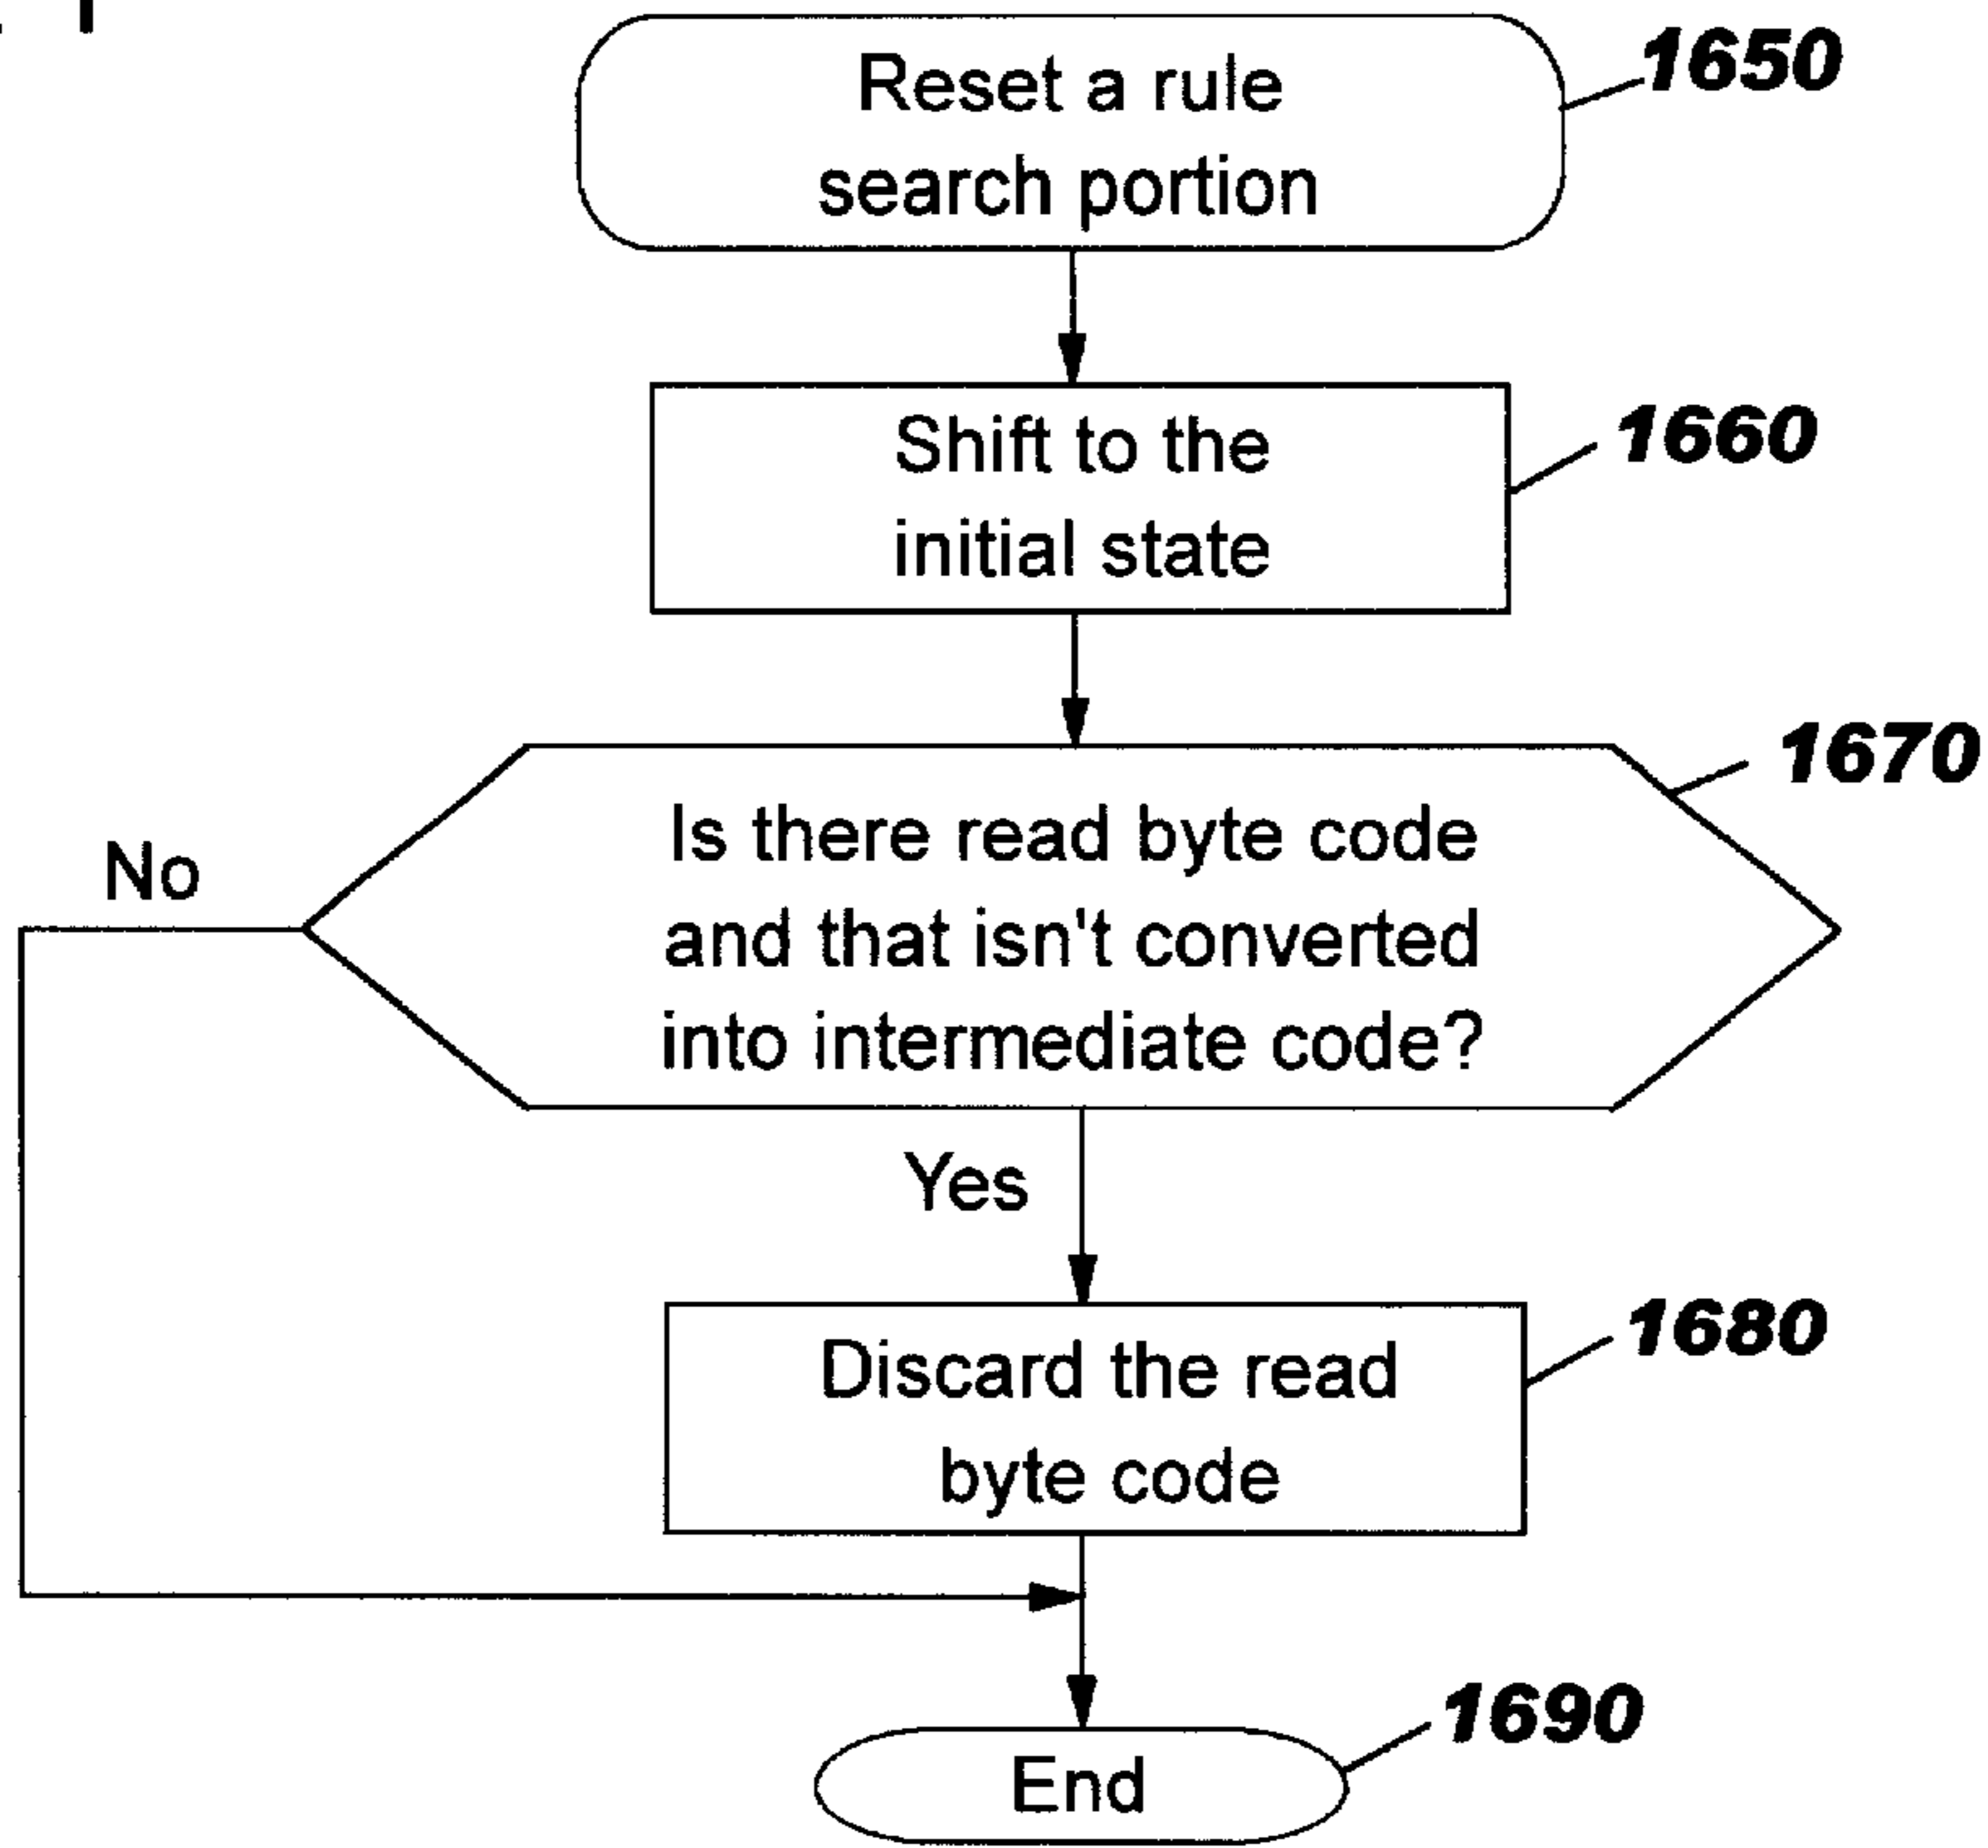 Reset a rule
search portion
1650
Shift to the
initial state
1660
Is there read byte code
and that isn't converted
into intermediate code?
1670
No
Yes
Discard the read
byte code
1680
End
1690